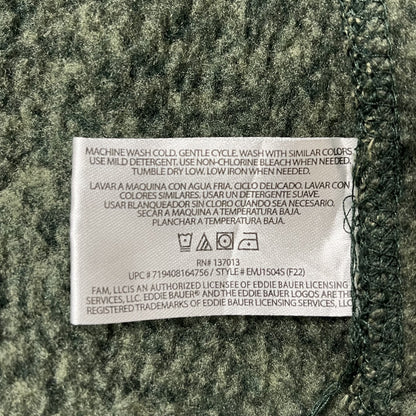 MACHINE WASH COLD. GENTLE CYCLE. WASH WITH SIMILAR COLORS.
USE MILD DETERGENT. USE NON-CHLORINE BLEACH WHEN NEEDED.
TUMBLE DRY LOW. LOW IRON WHEN NEEDED.
LAVAR A MAQUINA CON AGUA FRIA. CICLO DELICADO. LAVAR CON
COLORES SIMILARES. USAR UN DETERGENTE SUAVE.
USAR BLANQUEADOR SIN CLORO CUANDO SEA NECESARIO.
SECAR A MAQUINA A TEMPERATURA BAJA.
PLANCHAR A TEMPERATURA BAJA.
RN# 137013
UPC # 719408164756 / STYLE # EMU1504S (F22)
FAM, LLC IS AN AUTHORIZED LICENSEE OF EDDIE BAUER LICENSING
SERVICES, LLC. EDDIE BAUER® AND THE EDDIE BAUER LOGOS ARE THE
REGISTERED TRADEMARKS OF EDDIE BAUER LICENSING SERVICES.